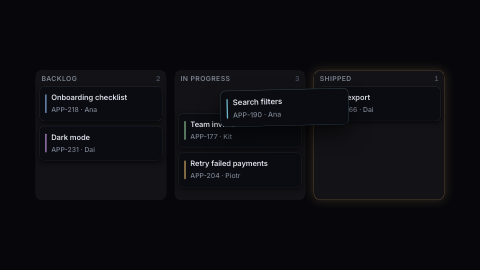 BACKLOG 2
Onboarding checklist
APP-218 · Ana
Dark mode
APP-231 · Dai
IN PROGRESS 3
Search filters
APP-190 · Ana
Team
APP-177 · Kit
Retry failed payments
APP-204 · Piotr
SHIPPED 1
export
66 · Dai